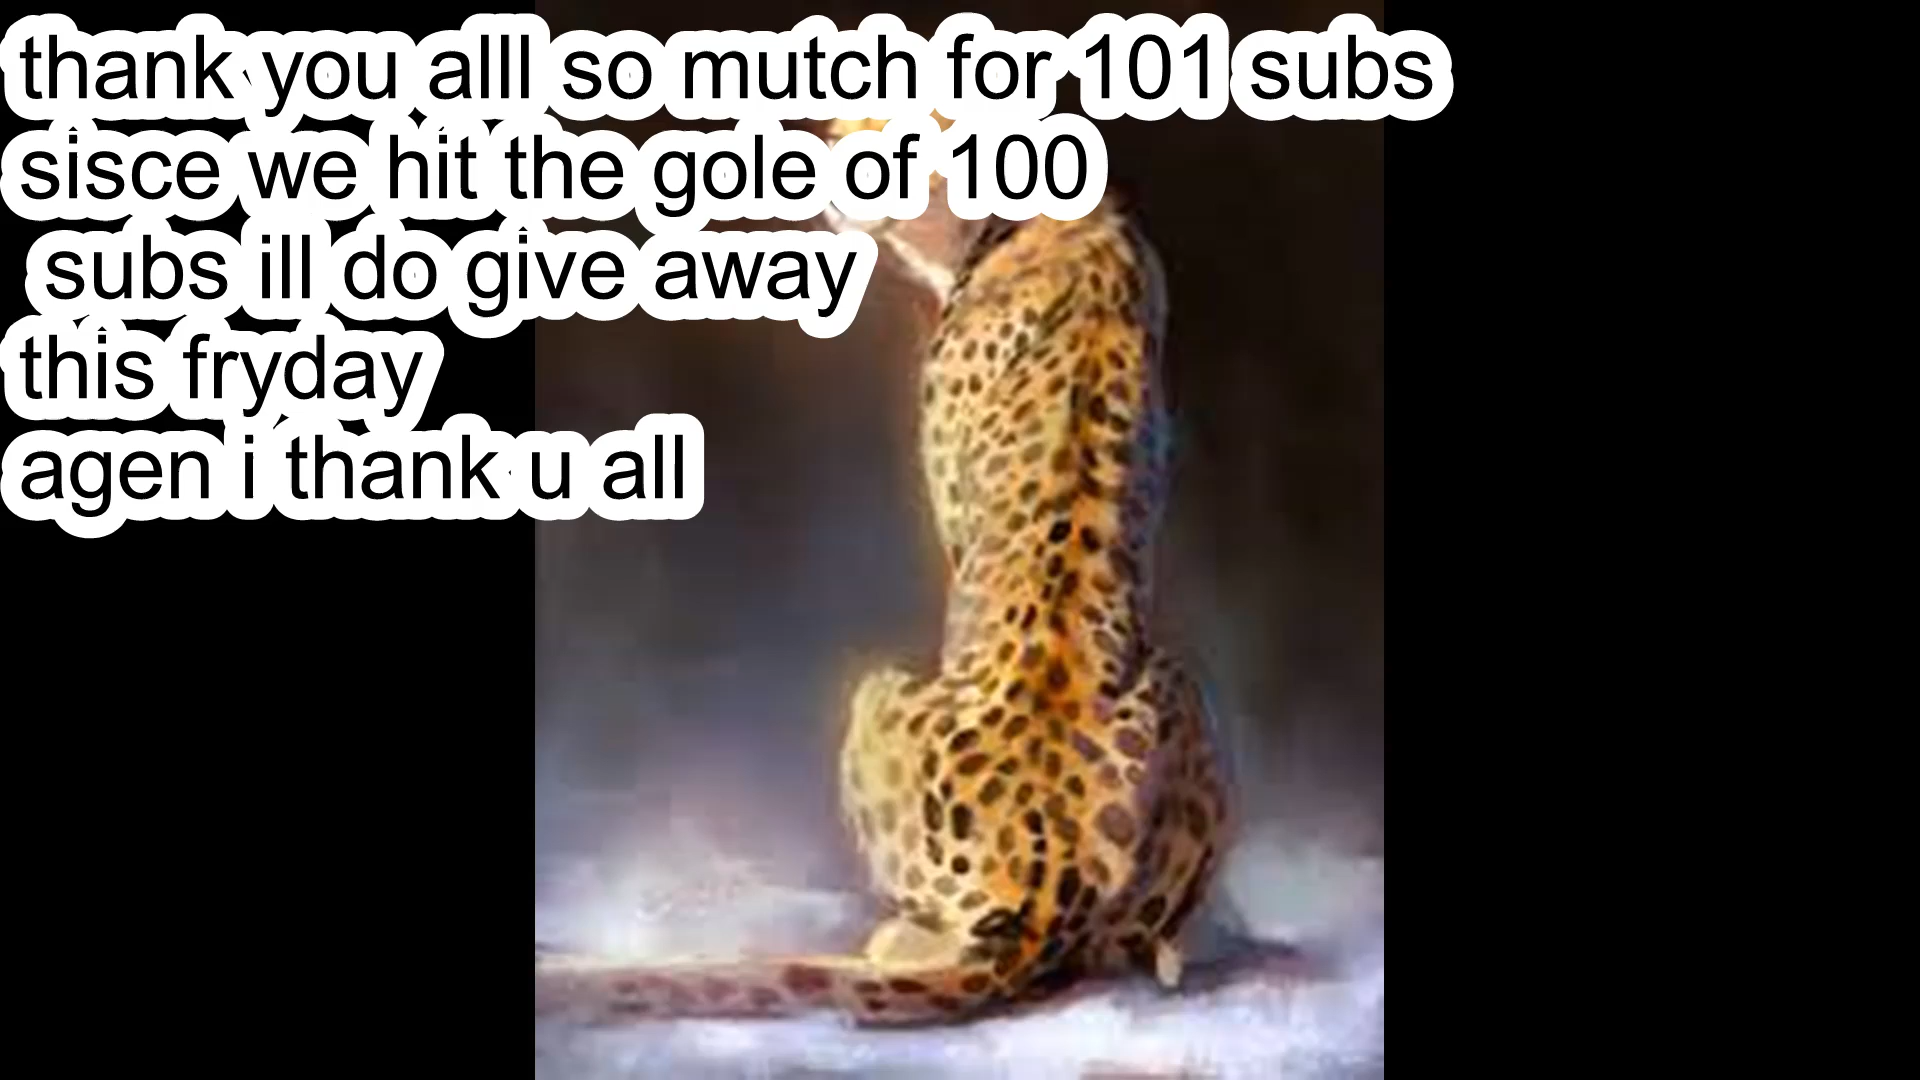 thank you alll so mutch for 101 subs
sisce we hit the gole of 100
subs ill do give away
this fryday
agen i thank u all